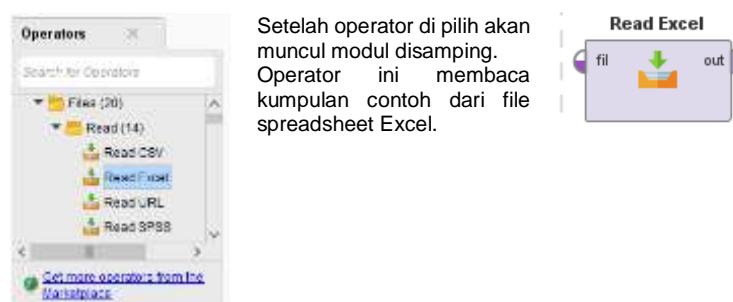 Operators
Search for Operators
Files (20)
Read (14)
Read CSV
Read Excel
Read URL
Read SPSS
Get more operators from the
Marketplace
Setelah operator di pilih akan
muncul modul disamping.
Operator ini membaca
kumpulan contoh dari file
spreadsheet Excel.
Read Excel
fil
out